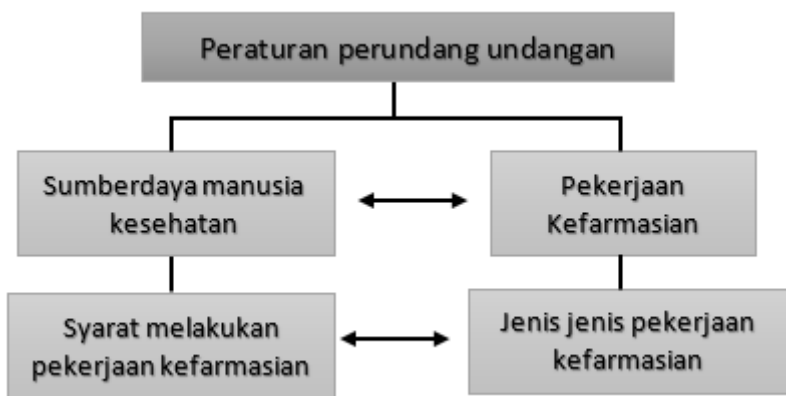 Peraturan perundang undangan
Sumberdaya manusia
kesehatan
Pekerjaan
Kefarmasian
Syarat melakukan
pekerjaan kefarmasian
Jenis jenis pekerjaan
kefarmasian